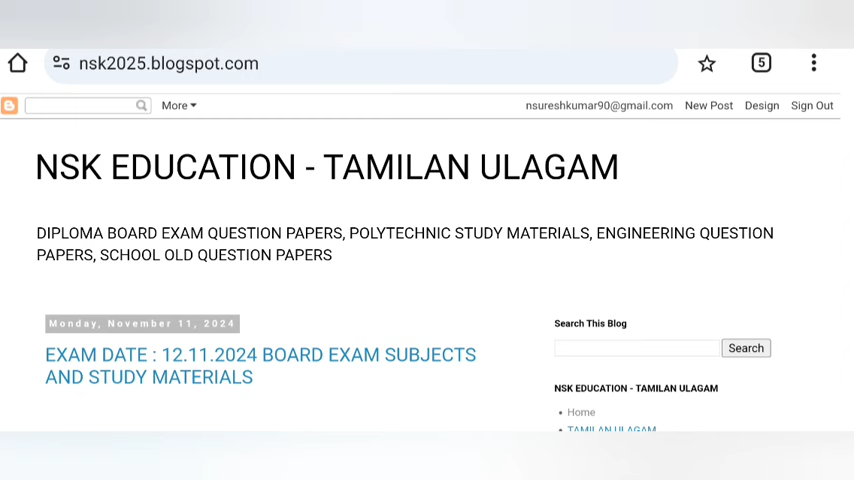 nsk2025.blogspot.com
5
More
nsureshkumar90@gmail.com New Post Design Sign Out
NSK EDUCATION - TAMILAN ULAGAM
DIPLOMA BOARD EXAM QUESTION PAPERS, POLYTECHNIC STUDY MATERIALS, ENGINEERING QUESTION
PAPERS, SCHOOL OLD QUESTION PAPERS
Monday, November 11, 2024
EXAM DATE : 12.11.2024 BOARD EXAM SUBJECTS
AND STUDY MATERIALS
Search This Blog
Search
NSK EDUCATION - TAMILAN ULAGAM
• Home
• TAMILAN ULAGAM